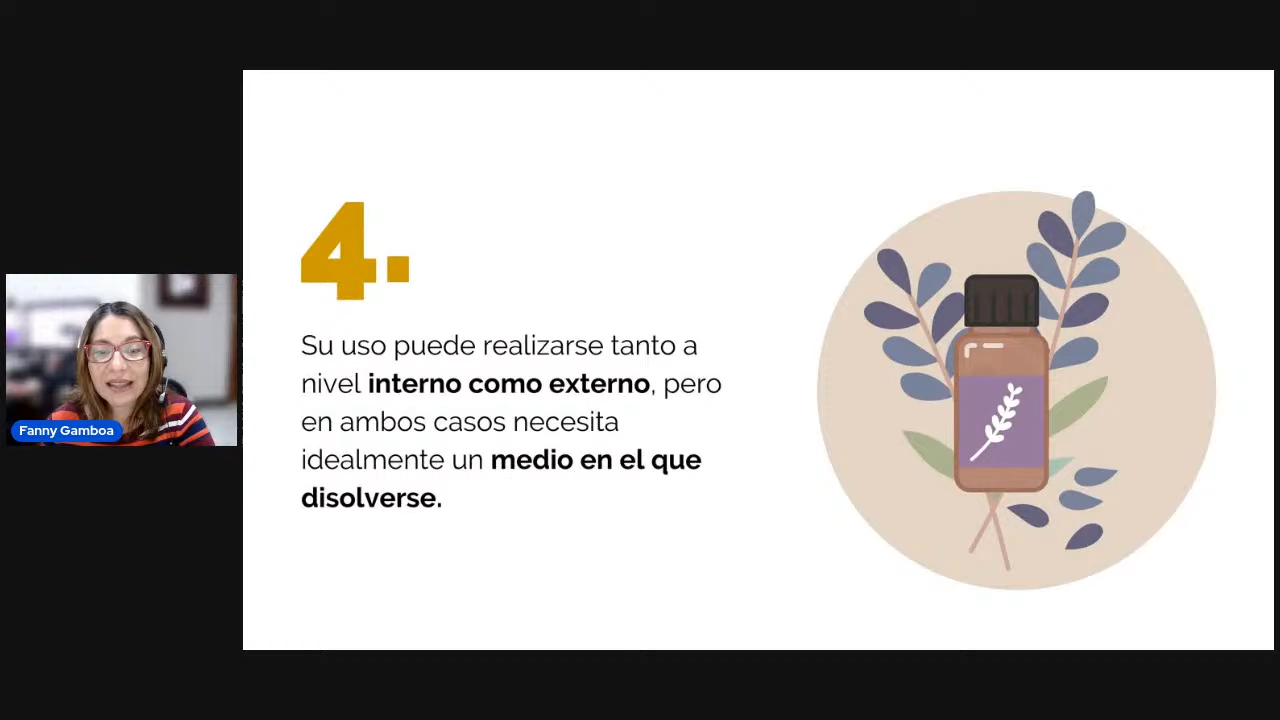 4.
Su uso puede realizarse tanto a
nivel interno como externo, pero
en ambos casos necesita
idealmente un medio en el que
disolverse.
Fanny Gamboa